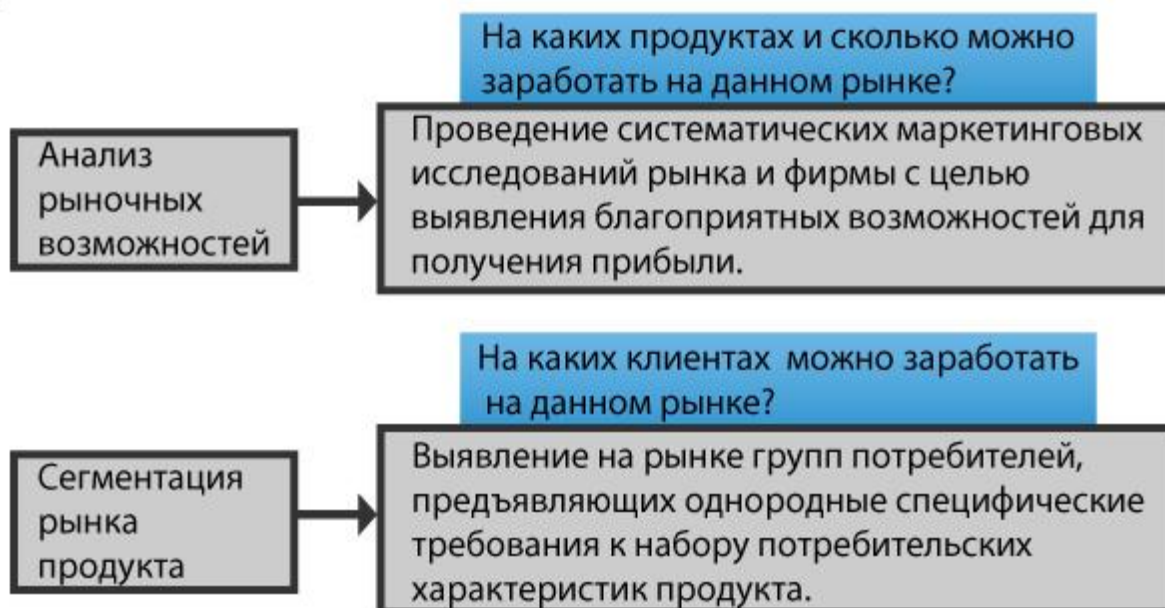 На каких продуктах и сколько можно
заработать на данном рынке?
Анализ
рыночных
возможностей
Проведение систематических маркетинговых
исследований рынка и фирмы с целью
выявления благоприятных возможностей для
получения прибыли.
На каких клиентах можно заработать
на данном рынке?
Сегментация
рынка
продукта
Выявление на рынке групп потребителей,
предъявляющих однородные специфические
требования к набору потребительских
характеристик продукта.